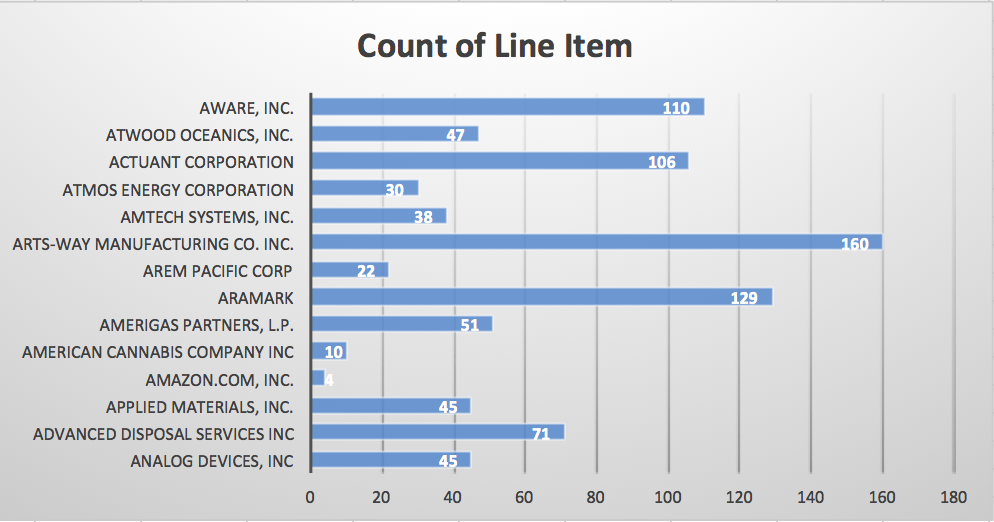 Count of Line Item
AWARE, INC. 110
ATWOOD OCEANICS, INC. 47
ACTUANT CORPORATION 106
ATMOS ENERGY CORPORATION 30
AMTECH SYSTEMS, INC. 38
ARTS-WAY MANUFACTURING CO. INC. 160
AREM PACIFIC CORP 22
ARAMARK 129
AMERIGAS PARTNERS, L.P. 51
AMERICAN CANNABIS COMPANY INC 10
AMAZON.COM, INC. 4
APPLIED MATERIALS, INC. 45
ADVANCED DISPOSAL SERVICES INC 71
ANALOG DEVICES, INC 45
0 20 40 60 80 100 120 140 160 180